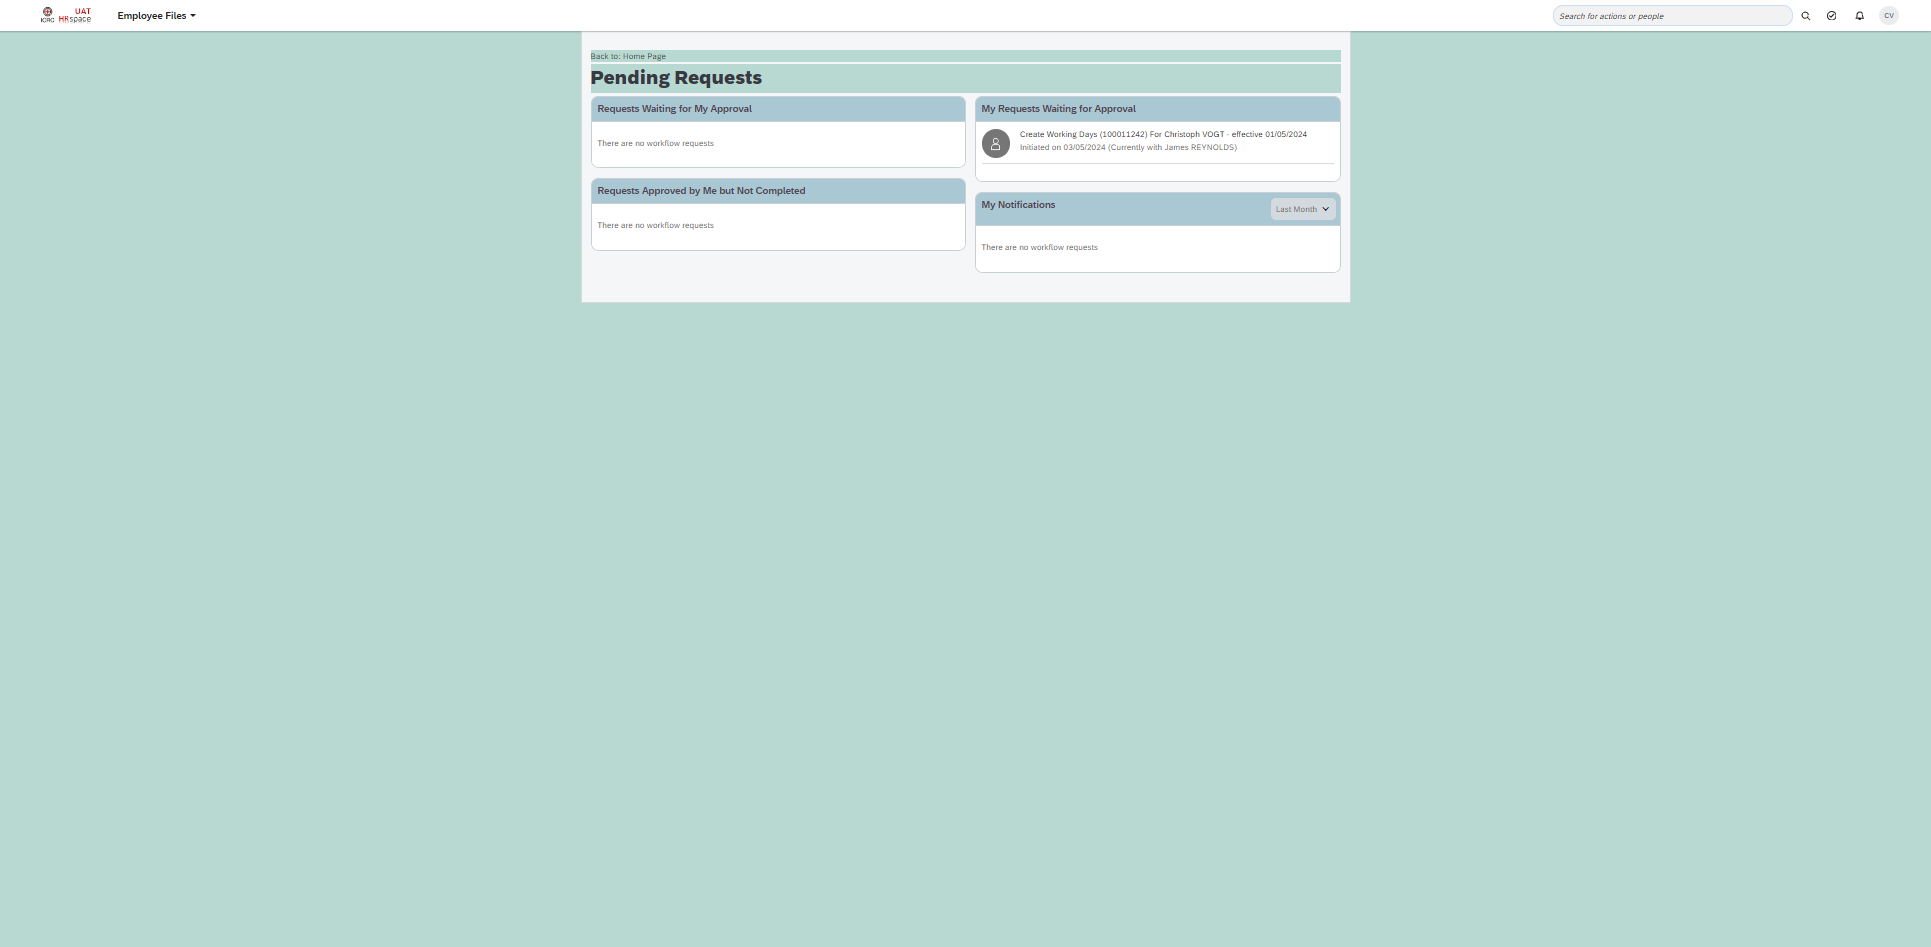 ICRC
UAT
HRspace
Employee Files
Search for actions or people
CV
Back to: Home Page
Pending Requests
Requests Waiting for My Approval
There are no workflow requests
Requests Approved by Me but Not Completed
There are no workflow requests
My Requests Waiting for Approval
Create Working Days (100011242) For Christoph VOGT - effective 01/05/2024
Initiated on 03/05/2024 (Currently with James REYNOLDS)
My Notifications
Last Month
There are no workflow requests